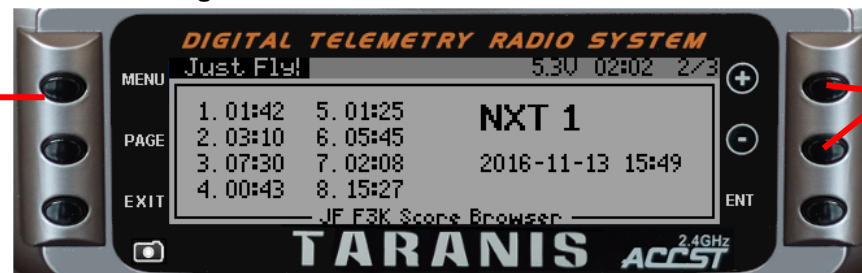 DIGITAL TELEMETRY RADIO SYSTEM
MENU
PAGE
EXIT
Just Fly! 5.3V 02:02 2/3
1. 01:42 5. 01:25
2. 03:10 6. 05:45
3. 07:30 7. 02:08
4. 00:43 8. 15:27
NXT 1
2016-11-13 15:49
JF F3K Score Browser
+
-
ENT
TARANIS
ACCST 2.4GHz